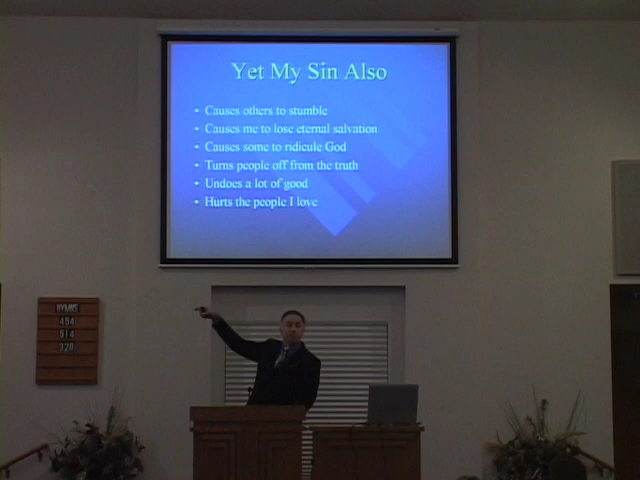 Yet My Sin Also
• Causes others to stumble
• Causes me to lose eternal salvation
• Causes some to ridicule God
• Turns people off from the truth
• Undoes a lot of good
• Hurts the people I love
HYMNS
454
514
320